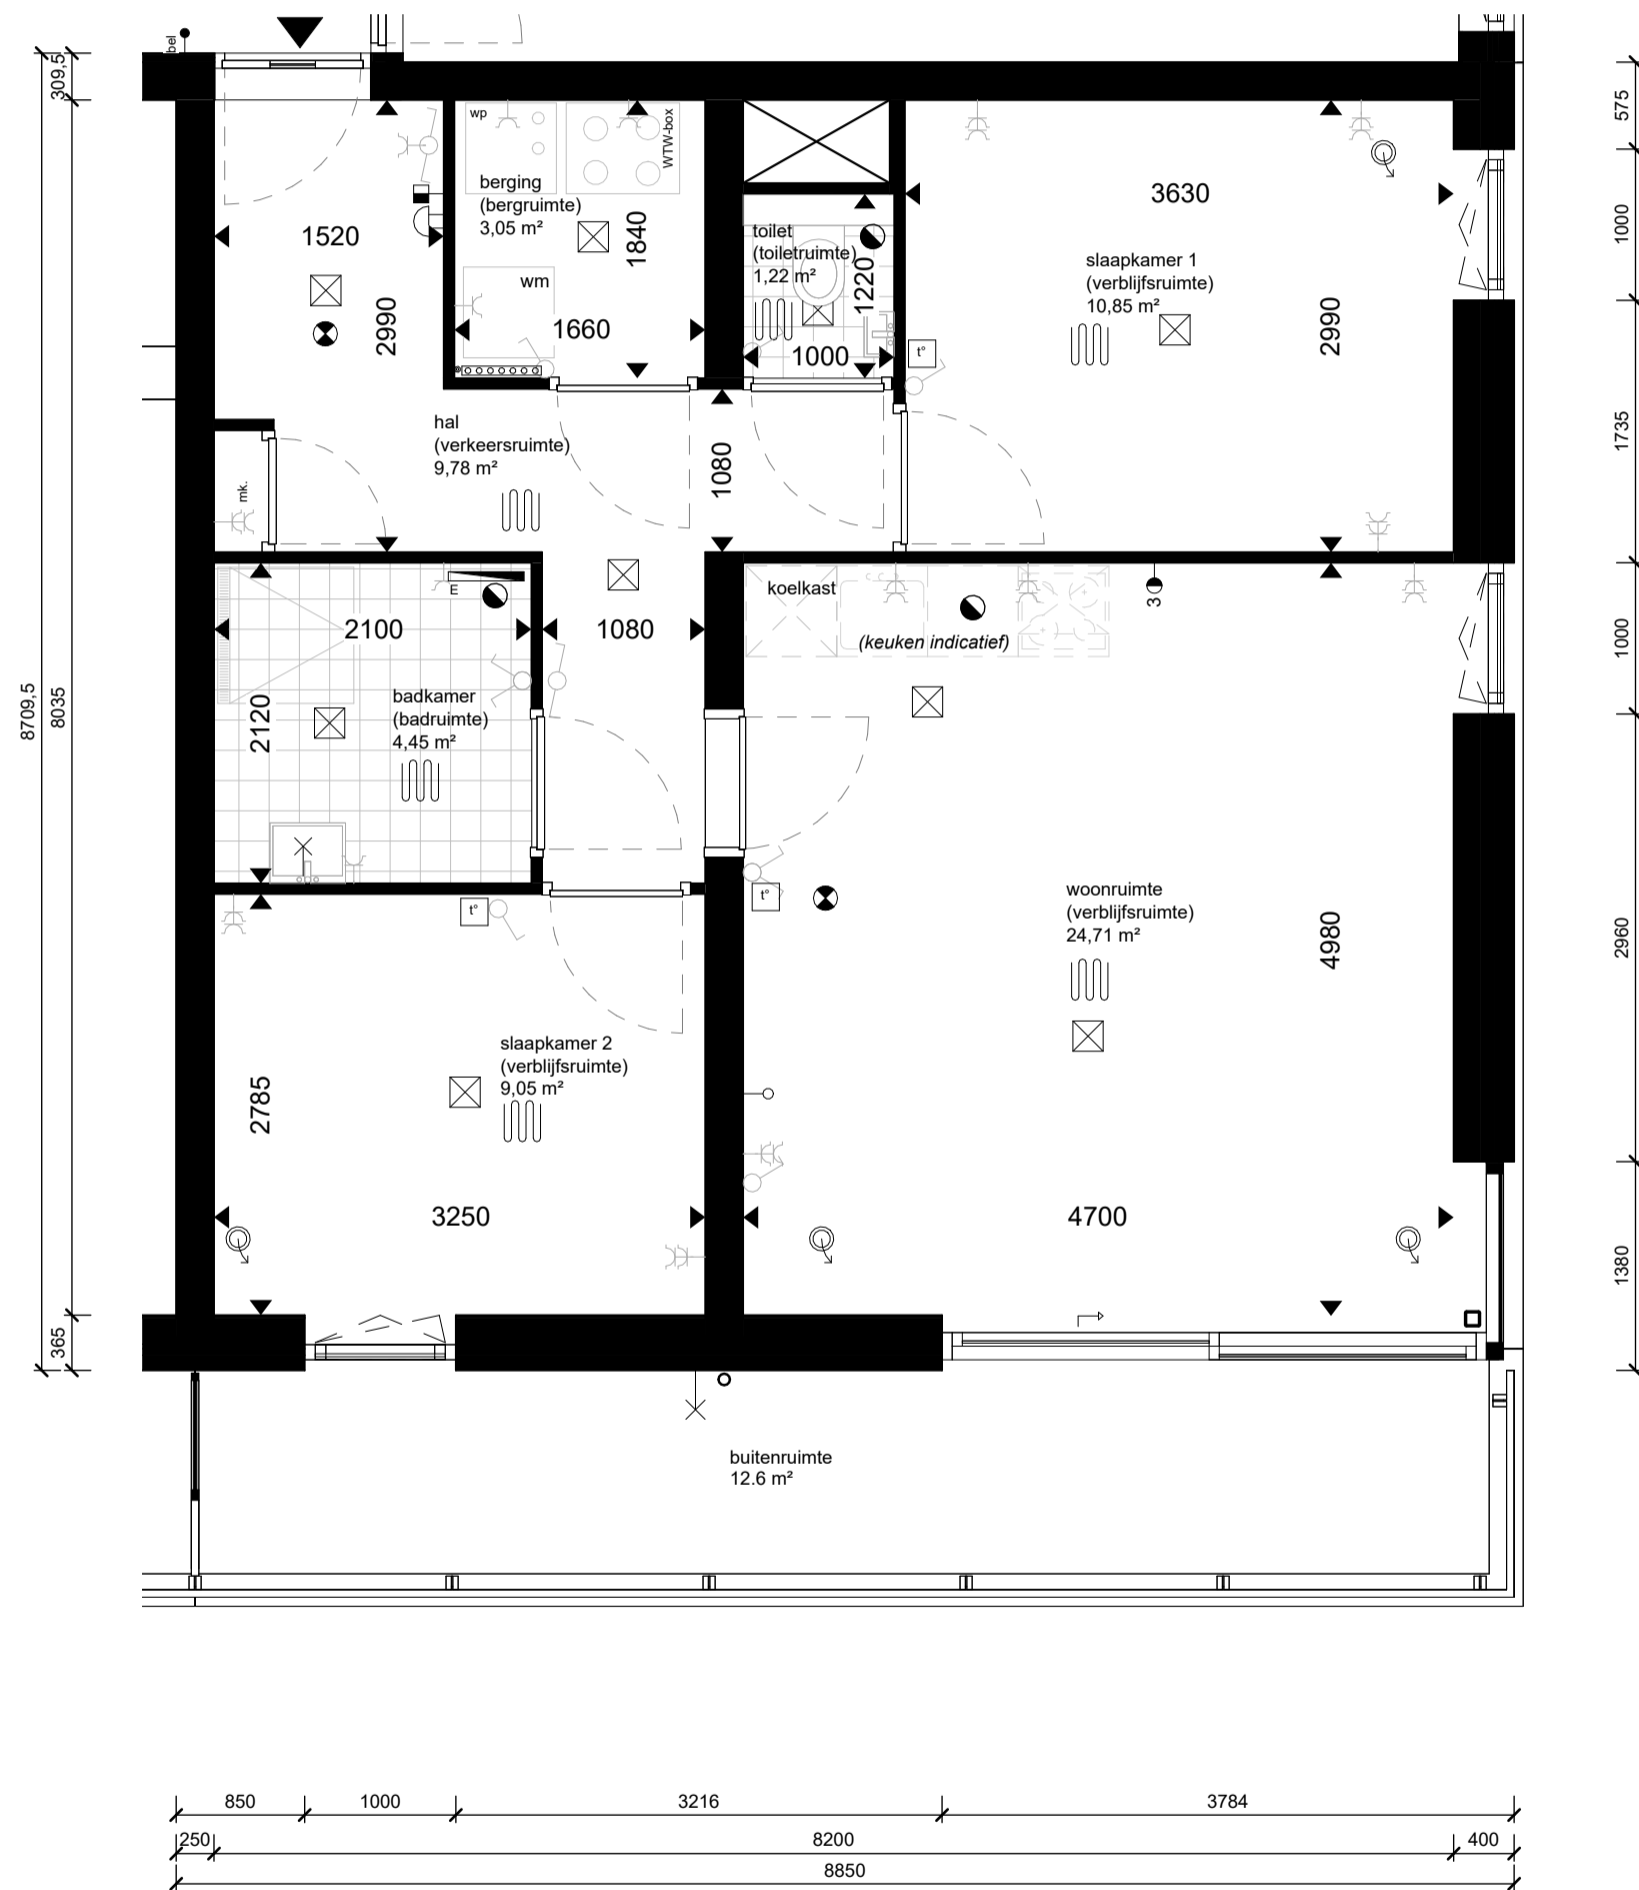 bel
309,5
575
wp
WTW-box
berging
(bergruimte)
3,05 m²
1840
1520
2990
wm
1660
toilet
(toiletruimte)
1,22 m²
1220
1000
3630
slaapkamer 1
(verblijfsruimte)
10,85 m²
2990
t°
1000
hal
(verkeersruimte)
9,78 m²
1080
1735
mk.
E
2100
1080
koelkast
(keuken indicatief)
3
1000
8709,5
8035
2120
badkamer
(badruimte)
4,45 m²
t°
t°
woonruimte
(verblijfsruimte)
24,71 m²
4980
2960
slaapkamer 2
(verblijfsruimte)
9,05 m²
2785
3250
4700
1380
365
buitenruimte
12.6 m²
850
1000
3216
3784
250
8200
400
8850